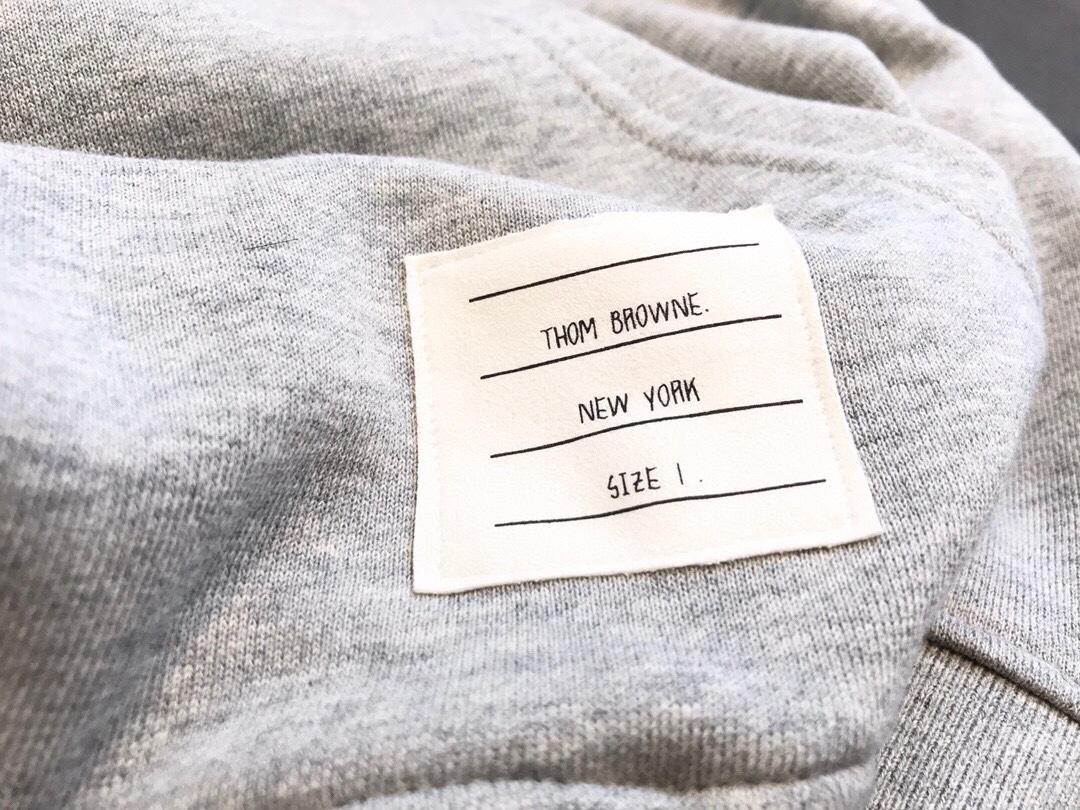 THOM BROWNE.
NEW YORK
SIZE 1.